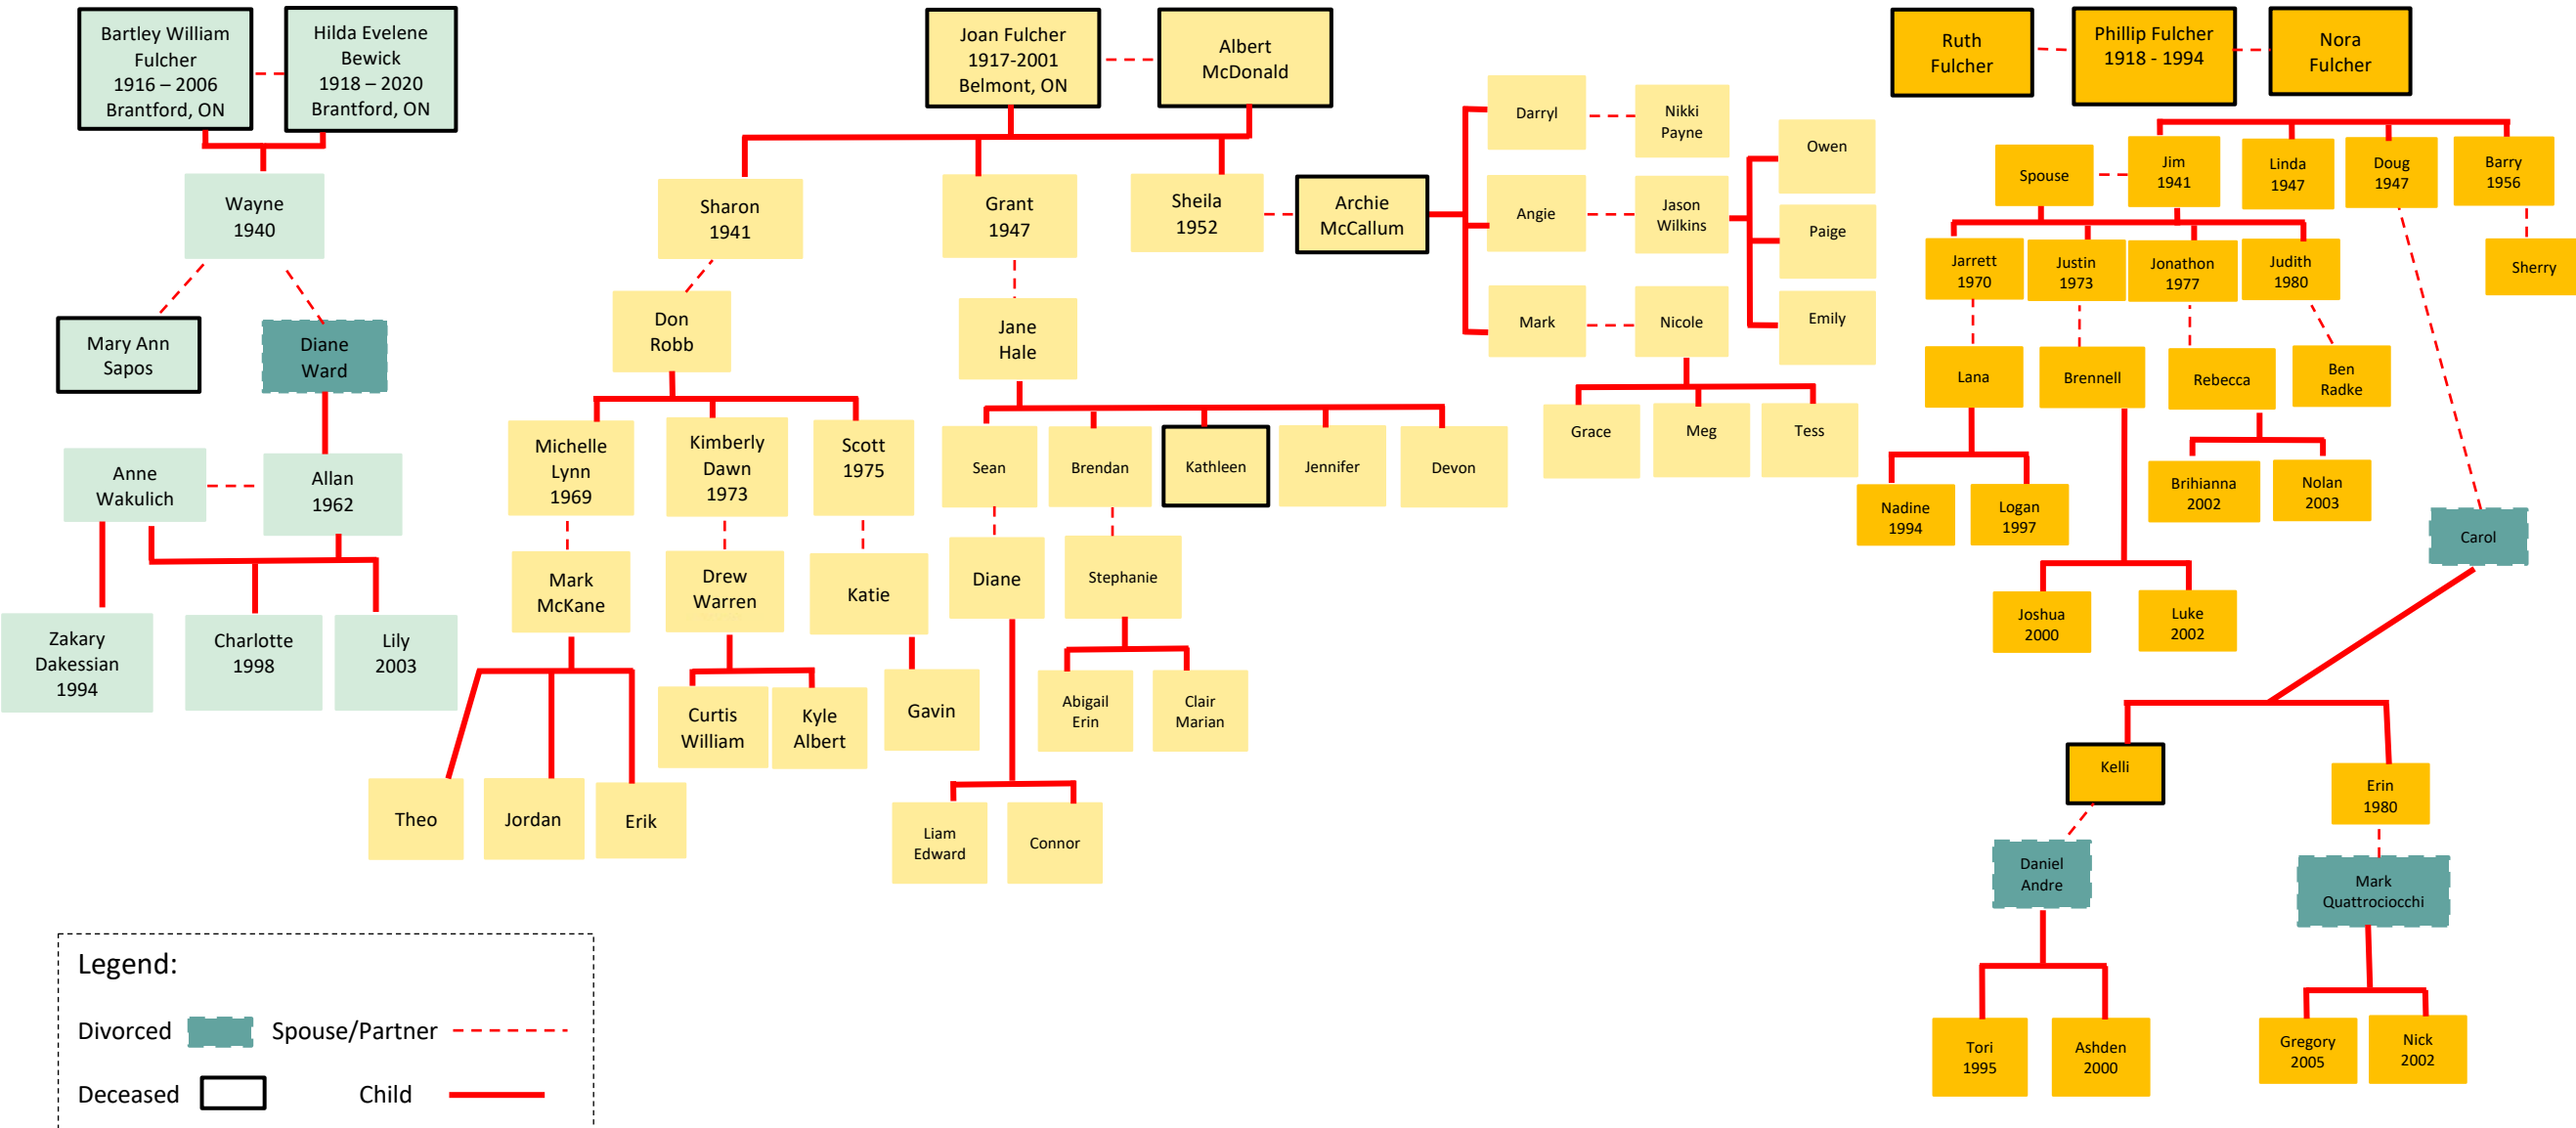 Bartley William
Fulcher
1916 – 2006
Brantford, ON
Hilda Evelene
Bewick
1918 – 2020
Brantford, ON
Wayne
1940
Mary Ann
Sapos
Diane
Ward
Anne
Wakulich
Allan
1962
Zakary
Dakessian
1994
Charlotte
1998
Lily
2003
Joan Fulcher
1917-2001
Belmont, ON
Albert
McDonald
Sharon
1941
Grant
1947
Sheila
1952
Archie
McCallum
Don
Robb
Jane
Hale
Michelle
Lynn
1969
Kimberly
Dawn
1973
Scott
1975
Mark
McKane
Drew
Warren
Katie
Theo
Jordan
Erik
Curtis
William
Kyle
Albert
Gavin
Sean
Brendan
Kathleen
Jennifer
Devon
Diane
Stephanie
Abigail
Erin
Clair
Marian
Liam
Edward
Connor
Darryl
Nikki
Payne
Angie
Jason
Wilkins
Mark
Nicole
Owen
Paige
Emily
Grace
Meg
Tess
Ruth
Fulcher
Phillip Fulcher
1918 - 1994
Nora
Fulcher
Spouse
Jim
1941
Linda
1947
Doug
1947
Barry
1956
Sherry
Jarrett
1970
Justin
1973
Jonathon
1977
Judith
1980
Lana
Brennell
Rebecca
Ben
Radke
Nadine
1994
Logan
1997
Brihianna
2002
Nolan
2003
Joshua
2000
Luke
2002
Carol
Kelli
Erin
1980
Daniel
Andre
Mark
Quattrociocchi
Tori
1995
Ashden
2000
Gregory
2005
Nick
2002
Legend:
Divorced
Spouse/Partner
Deceased
Child